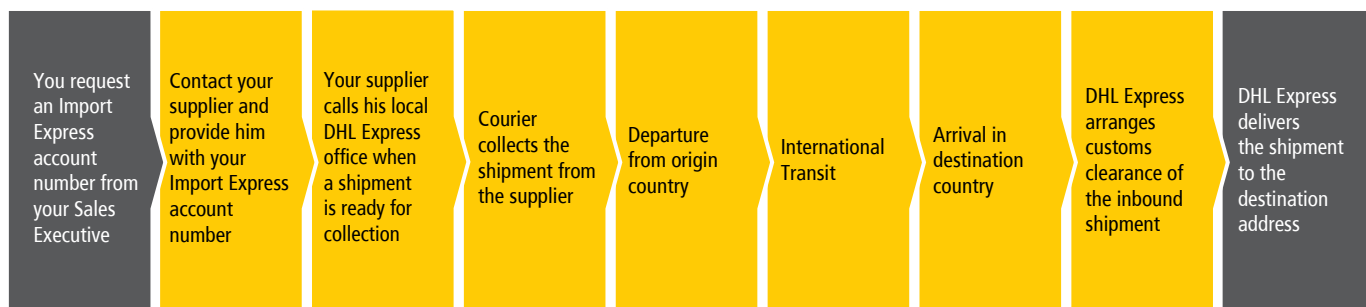 You request
an Import
Express
account
number from
your Sales
Executive
Contact your
supplier and
provide him
with your
Import Express
account
number
Your supplier
calls his local
DHL Express
office when
a shipment
is ready for
collection
Courier
collects the
shipment from
the supplier
Departure
from origin
country
International
Transit
Arrival in
destination
country
DHL Express
arranges
customs
clearance of
the inbound
shipment
DHL Express
delivers
the shipment
to the
destination
address